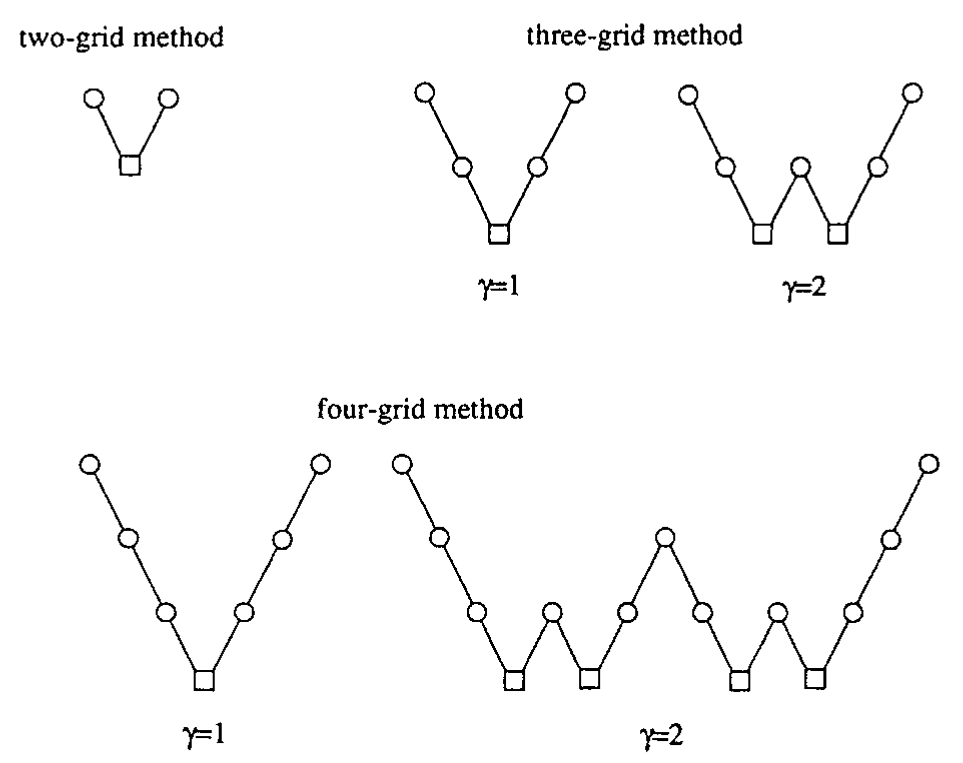 two-grid method
three-grid method
γ=1
γ=2
four-grid method
γ=1
γ=2